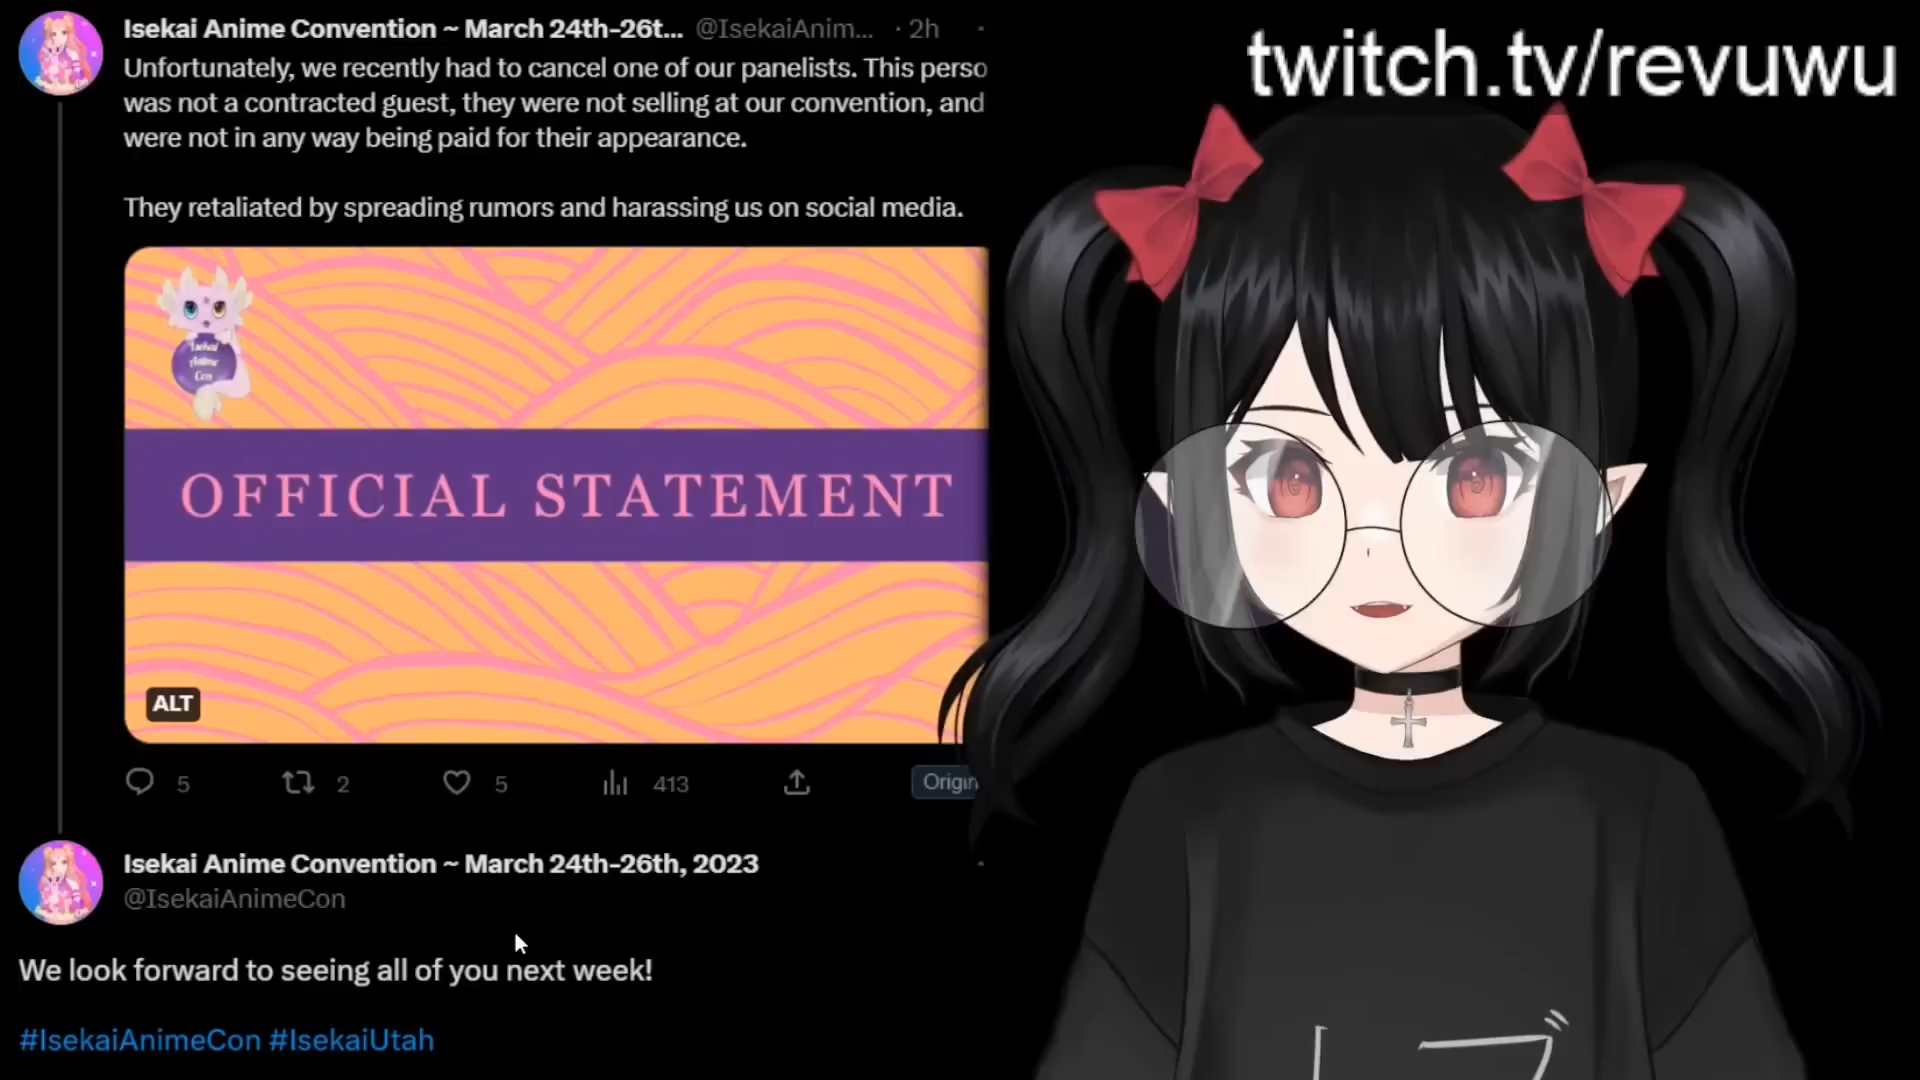 Isekai Anime Convention ~ March 24th-26t... @IsekaiAnim... · 2h
Unfortunately, we recently had to cancel one of our panelists. This perso
was not a contracted guest, they were not selling at our convention, and
were not in any way being paid for their appearance.
They retaliated by spreading rumors and harassing us on social media.
Isekai
Anime
Con
OFFICIAL STATEMENT
ALT
5 2 5 413 Origin
Isekai Anime Convention ~ March 24th-26th, 2023
@IsekaiAnimeCon
We look forward to seeing all of you next week!
#IsekaiAnimeCon #IsekaiUtah
twitch.tv/revuwu